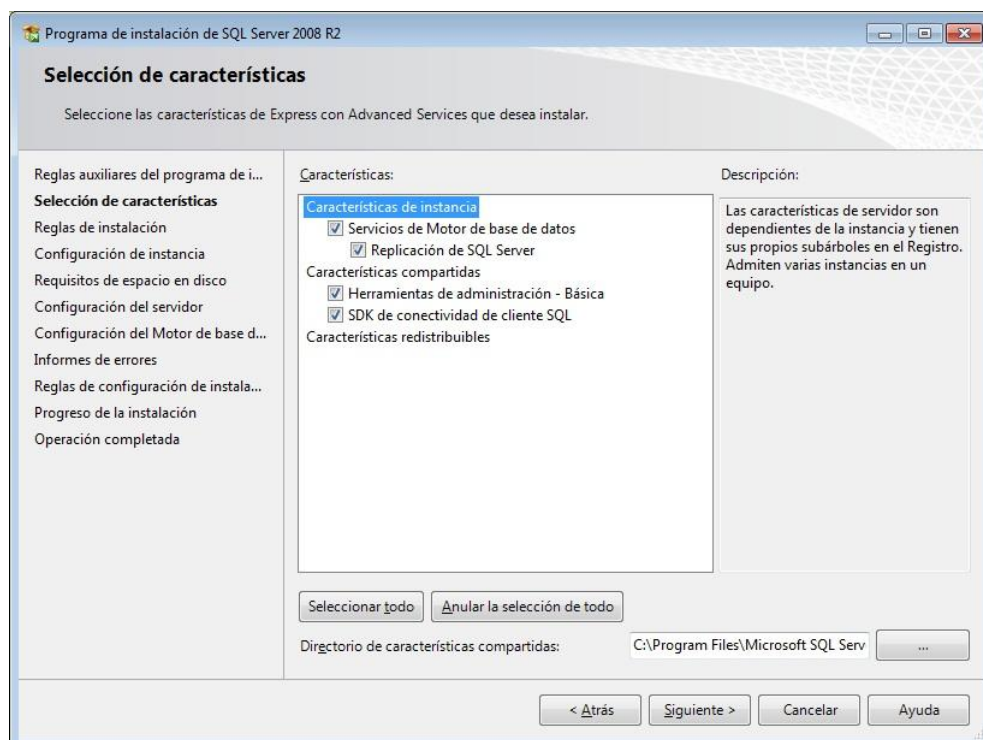 Programa de instalación de SQL Server 2008 R2
Selección de características
Seleccione las características de Express con Advanced Services que desea instalar.
Reglas auxiliares del programa de i...
Selección de características
Reglas de instalación
Configuración de instancia
Requisitos de espacio en disco
Configuración del servidor
Configuración del Motor de base d...
Informes de errores
Reglas de configuración de instala...
Progreso de la instalación
Operación completada
Características:
Características de instancia
Servicios de Motor de base de datos
Replicación de SQL Server
Características compartidas
Herramientas de administración - Básica
SDK de conectividad de cliente SQL
Características redistribuibles
Descripción:
Las características de servidor son
dependientes de la instancia y tienen
sus propios subárboles en el Registro.
Admiten varias instancias en un
equipo.
Seleccionar todo
Anular la selección de todo
Directorio de características compartidas:
C:\Program Files\Microsoft SQL Serv
...
< Atrás
Siguiente >
Cancelar
Ayuda